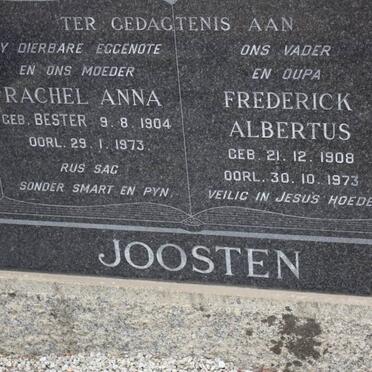 TER GEDAGTENIS AAN
Y DIERBARE EGGENOTE
EN ONS MOEDER
RACHEL ANNA
GEB. BESTER 9. 8. 1904
OORL. 29. 1. 1973
RUS SAG
SONDER SMART EN PYN.
ONS VADER
EN OUPA
FREDERICK
ALBERTUS
GEB. 21. 12. 1908
OORL. 30. 10. 1973
VEILIG IN JESUS HOEDE
JOOSTEN